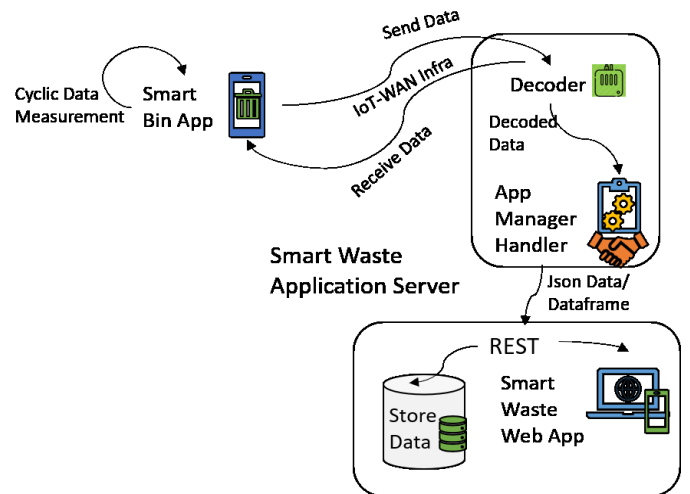 Send Data
IoT-WAN Infra
Receive Data
Cyclic Data
Measurement
Smart
Bin App
Decoder
Decoded
Data
App
Manager
Handler
Smart Waste
Application Server
Json Data/
Dataframe
REST
Store
Data
Smart
Waste
Web App